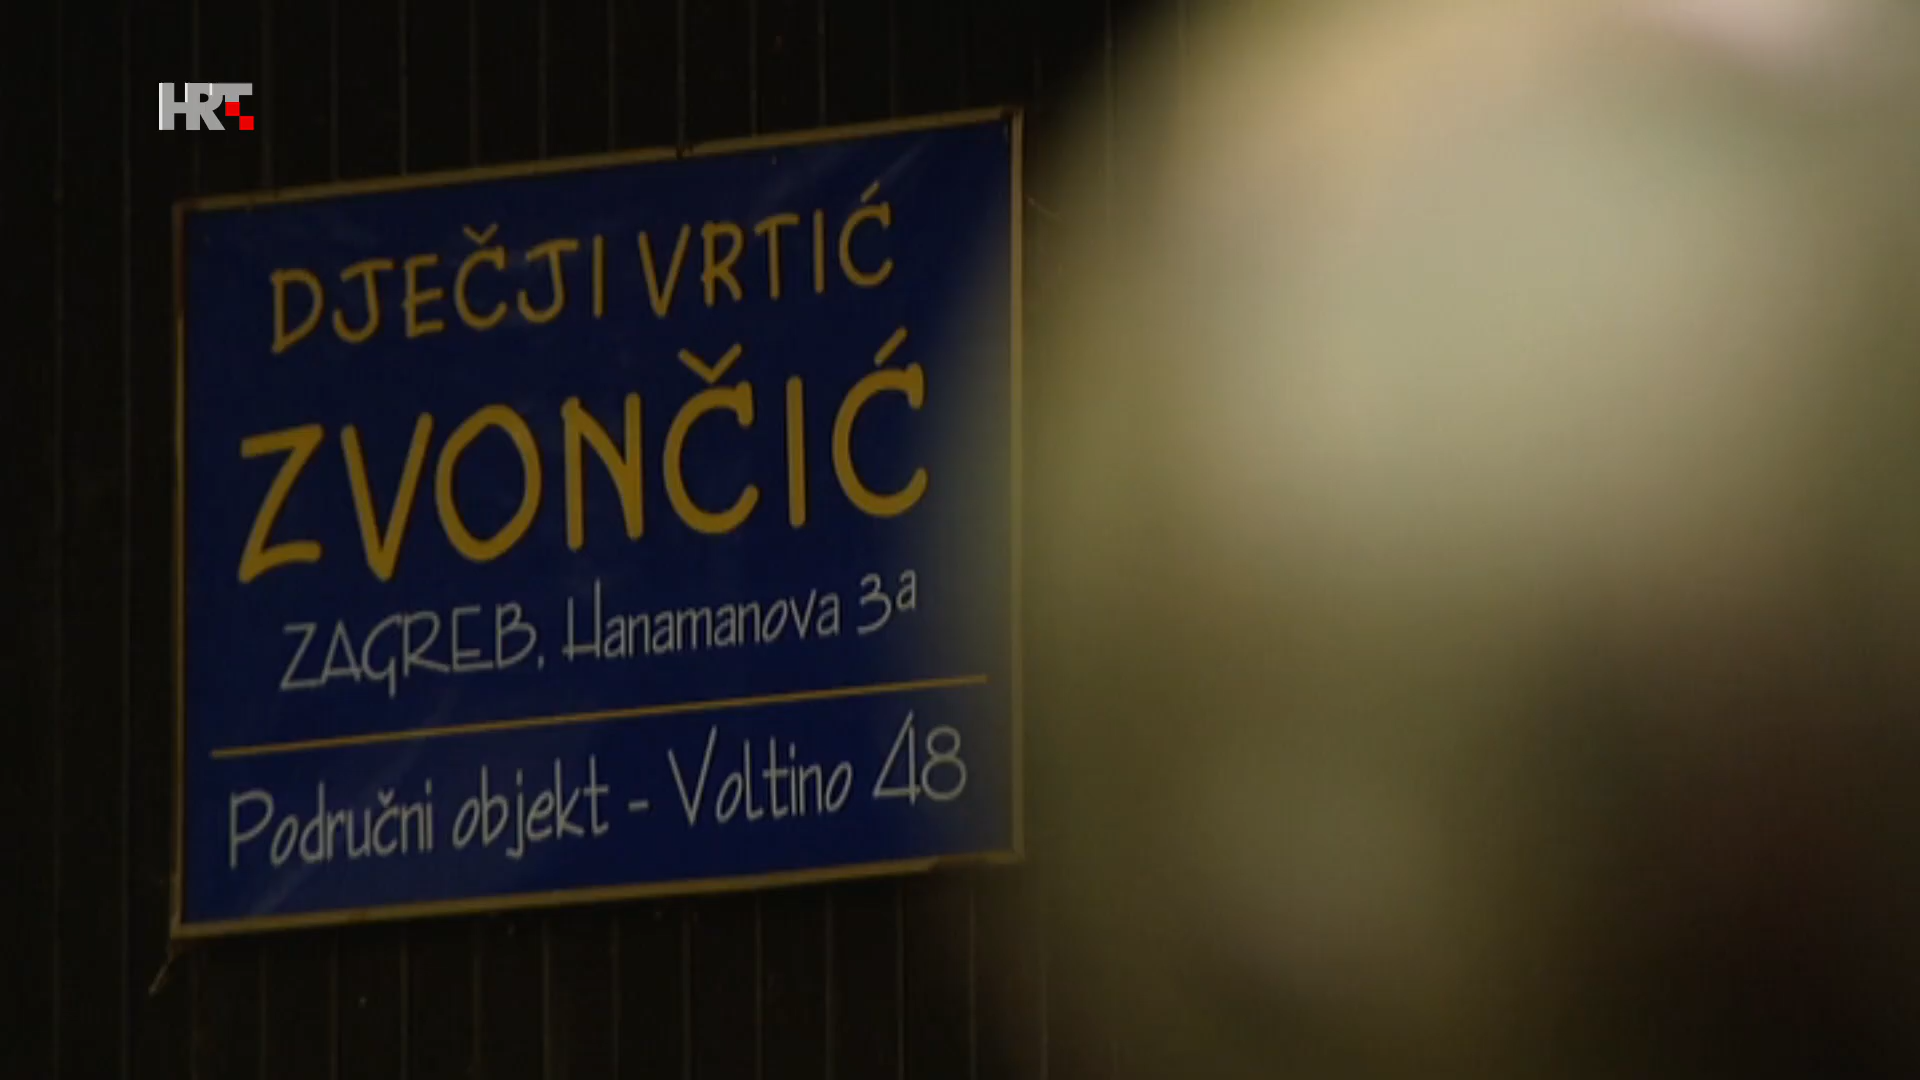 HRT
DJEČJI VRTIĆ
ZVONČIĆ
ZAGREB, Hanamanova 3a
Područni objekt - Voltino 48